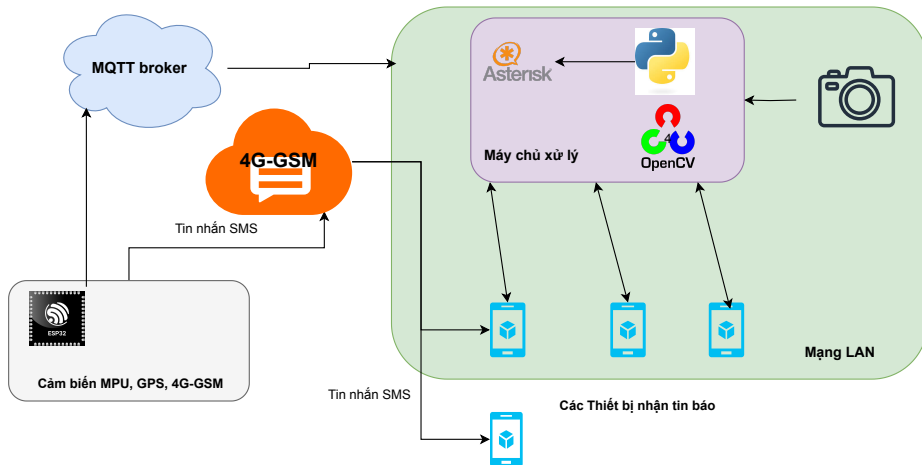 MQTT broker
Asterisk
4
OpenCV
Máy chủ xử lý
4G-GSM
Tin nhắn SMS
ESP32
Cảm biến MPU, GPS, 4G-GSM
Mạng LAN
Tin nhắn SMS
Các Thiết bị nhận tin báo